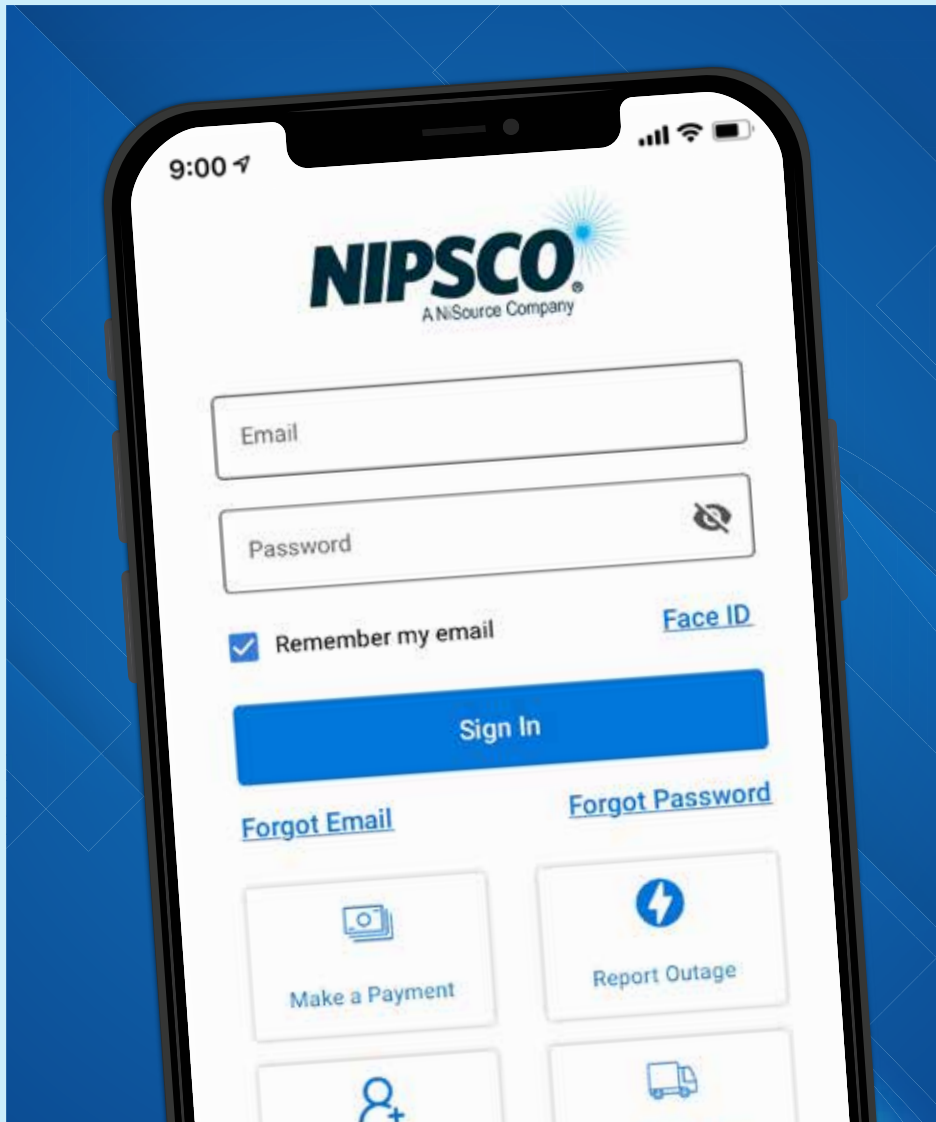 9:00
NIPSCO®
A NiSource Company
Email
Password
Remember my email
Face ID
Sign In
Forgot Email
Forgot Password
Make a Payment
Report Outage